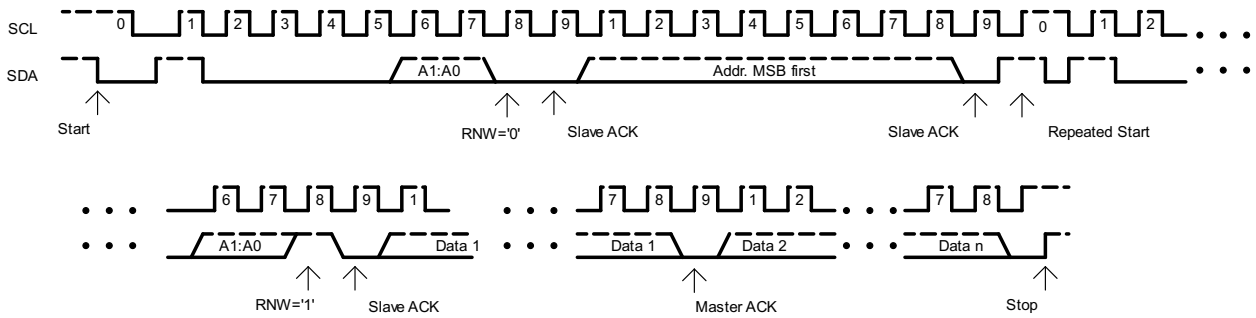 SCL 0 1 2 3 4 5 6 7 8 9 1 2 3 4 5 6 7 8 9 0 1 2
SDA A1:A0 Addr. MSB first
Start RNW='0' Slave ACK Slave ACK Repeated Start
6 7 8 9 1 7 8 9 1 2 7 8
A1:A0 Data 1 Data 1 Data 2 Data n
RNW='1' Slave ACK Master ACK Stop